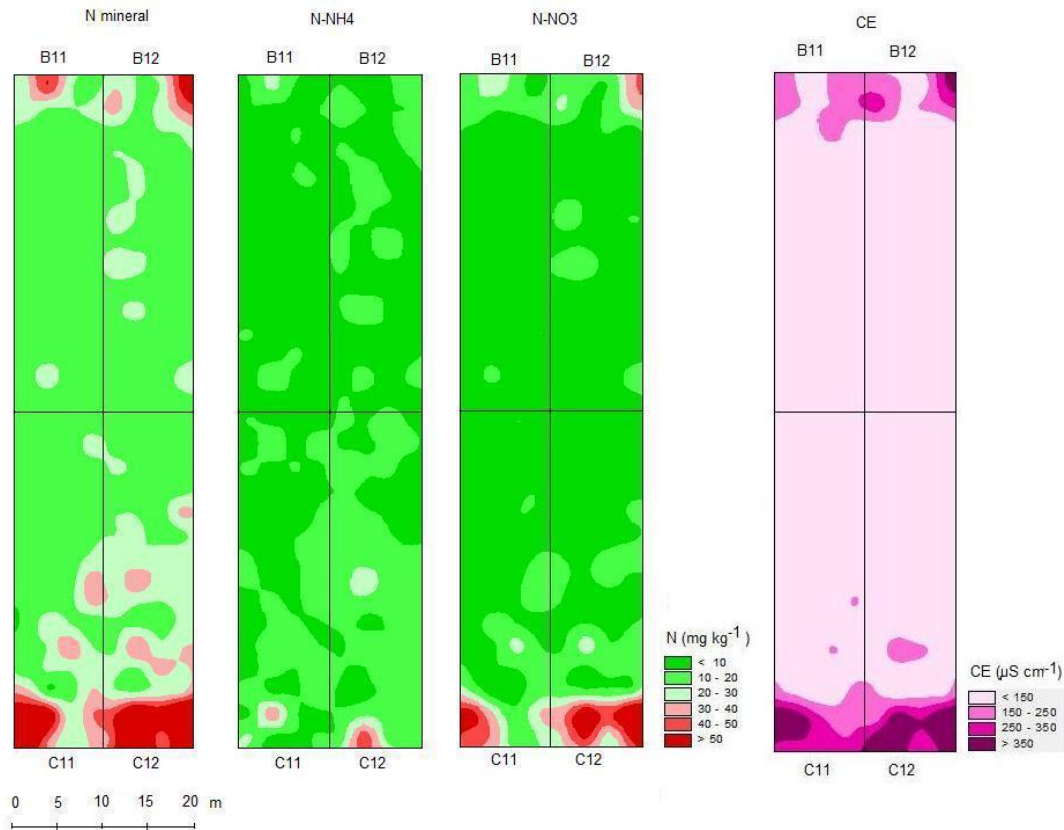 N mineral N-NH4 N-NO3 CE
B11 B12 B11 B12 B11 B12 B11 B12
N (mg kg⁻¹)
< 10
10 - 20
20 - 30
30 - 40
40 - 50
> 50
CE (µS cm⁻¹)
< 150
150 - 250
250 - 350
> 350
C11 C12 C11 C12 C11 C12 C11 C12
0 5 10 15 20 m